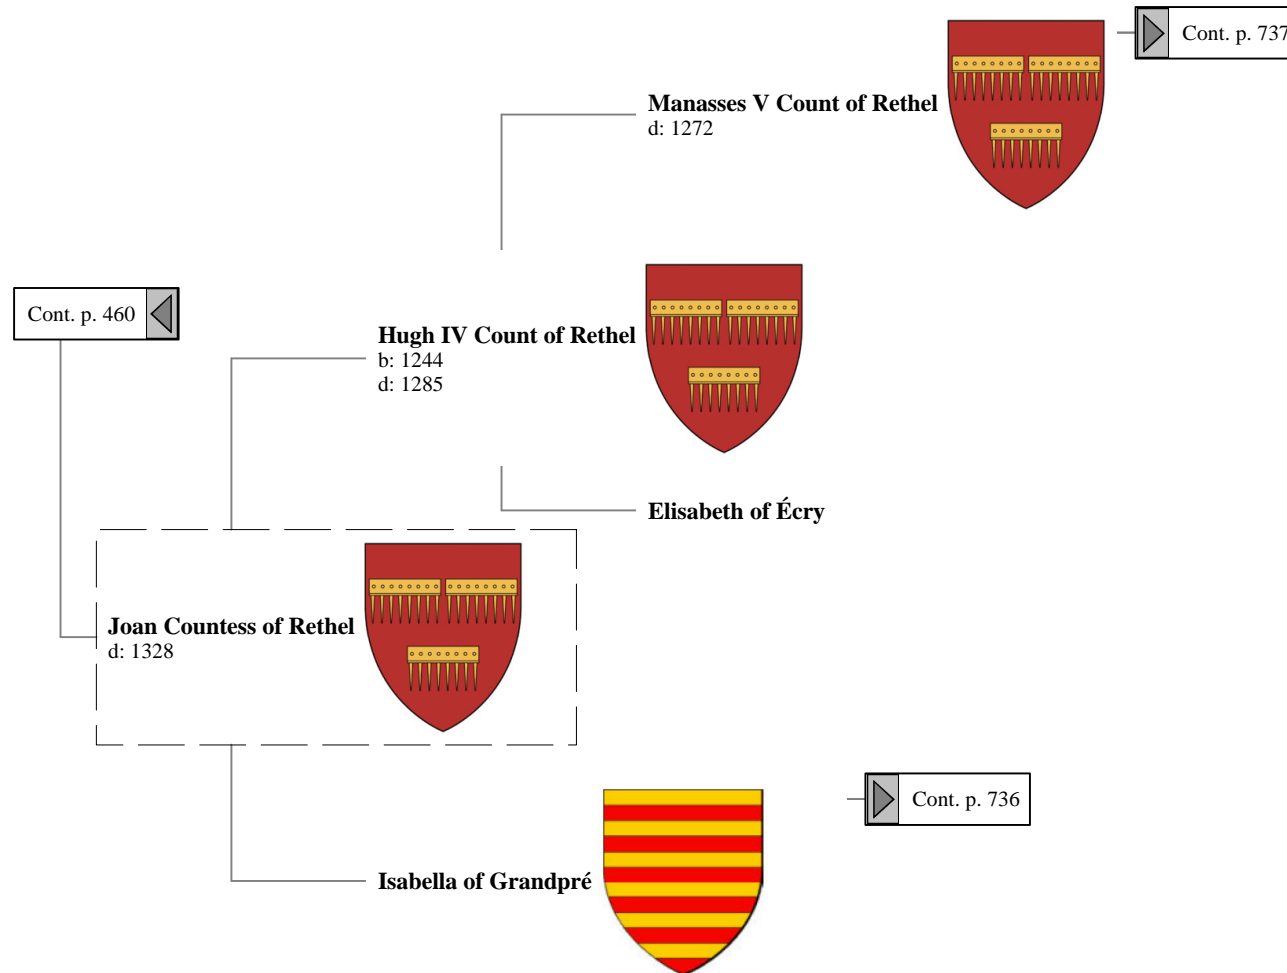 Cont. p. 737
Manasses V Count of Rethel
d: 1272
Cont. p. 460
Hugh IV Count of Rethel
b: 1244
d: 1285
Elisabeth of Écry
Joan Countess of Rethel
d: 1328
Cont. p. 736
Isabella of Grandpré